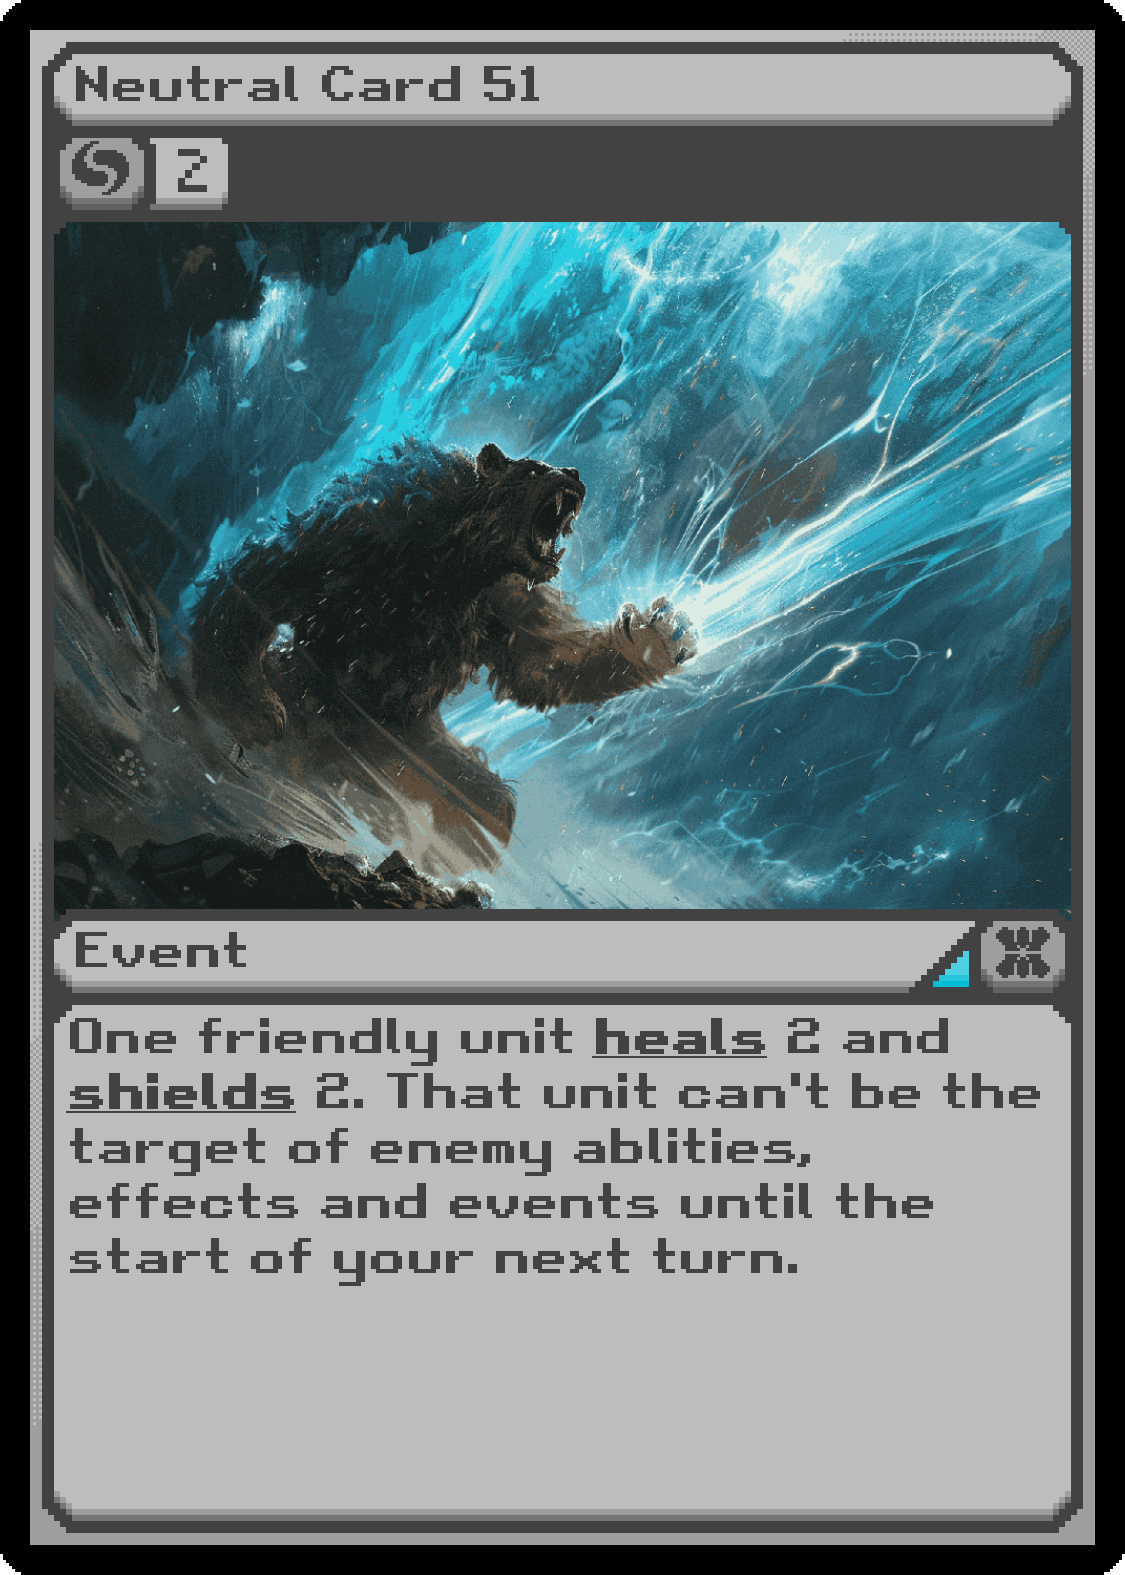 Neutral Card 51
2
Event
One friendly unit heals 2 and
shields 2. That unit can't be the
target of enemy ablities,
effects and events until the
start of your next turn.